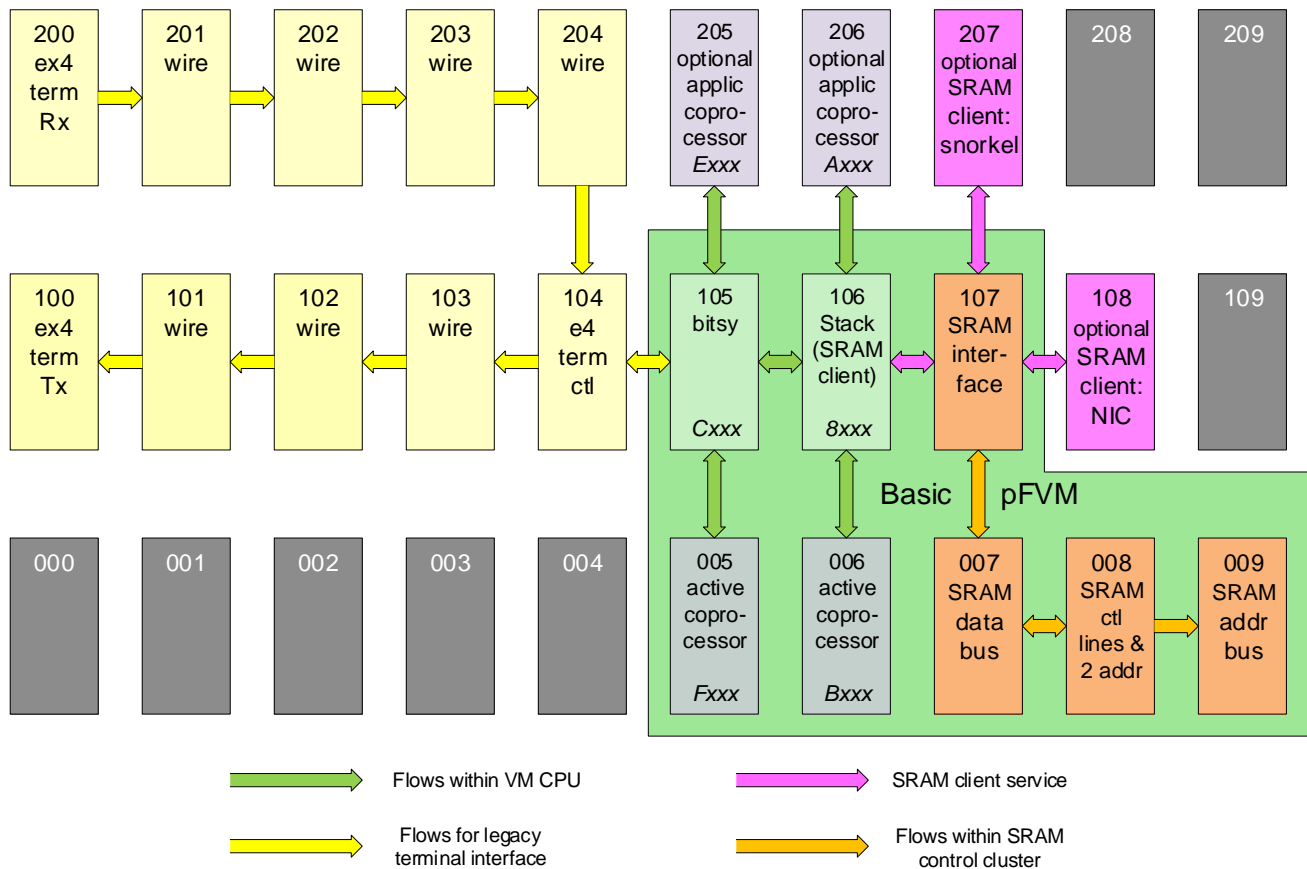 200
ex4
term
Rx
201
wire
202
wire
203
wire
204
wire
205
optional
applic
copro-
cessor
Exxx
206
optional
applic
copro-
cessor
Axxx
207
optional
SRAM
client:
snorkel
208
209
100
ex4
term
Tx
101
wire
102
wire
103
wire
104
e4
term
ctl
105
bitsy
Cxxx
106
Stack
(SRAM
client)
8xxx
107
SRAM
inter-
face
108
optional
SRAM
client:
NIC
109
Basic pFVM
000
001
002
003
004
005
active
copro-
cessor
Fxxx
006
active
copro-
cessor
Bxxx
007
SRAM
data
bus
008
SRAM
ctl
lines &
2 addr
009
SRAM
addr
bus
Flows within VM CPU
SRAM client service
Flows for legacy
terminal interface
Flows within SRAM
control cluster